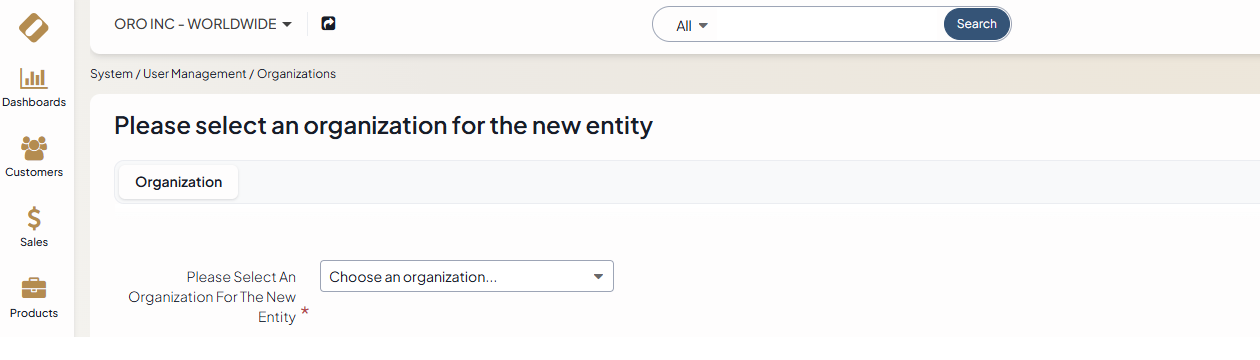 ORO INC - WORLDWIDE
All
Search
System / User Management / Organizations
Dashboards
Customers
Sales
Products
Please select an organization for the new entity
Organization
Please Select An
Organization For The New
Entity *
Choose an organization...